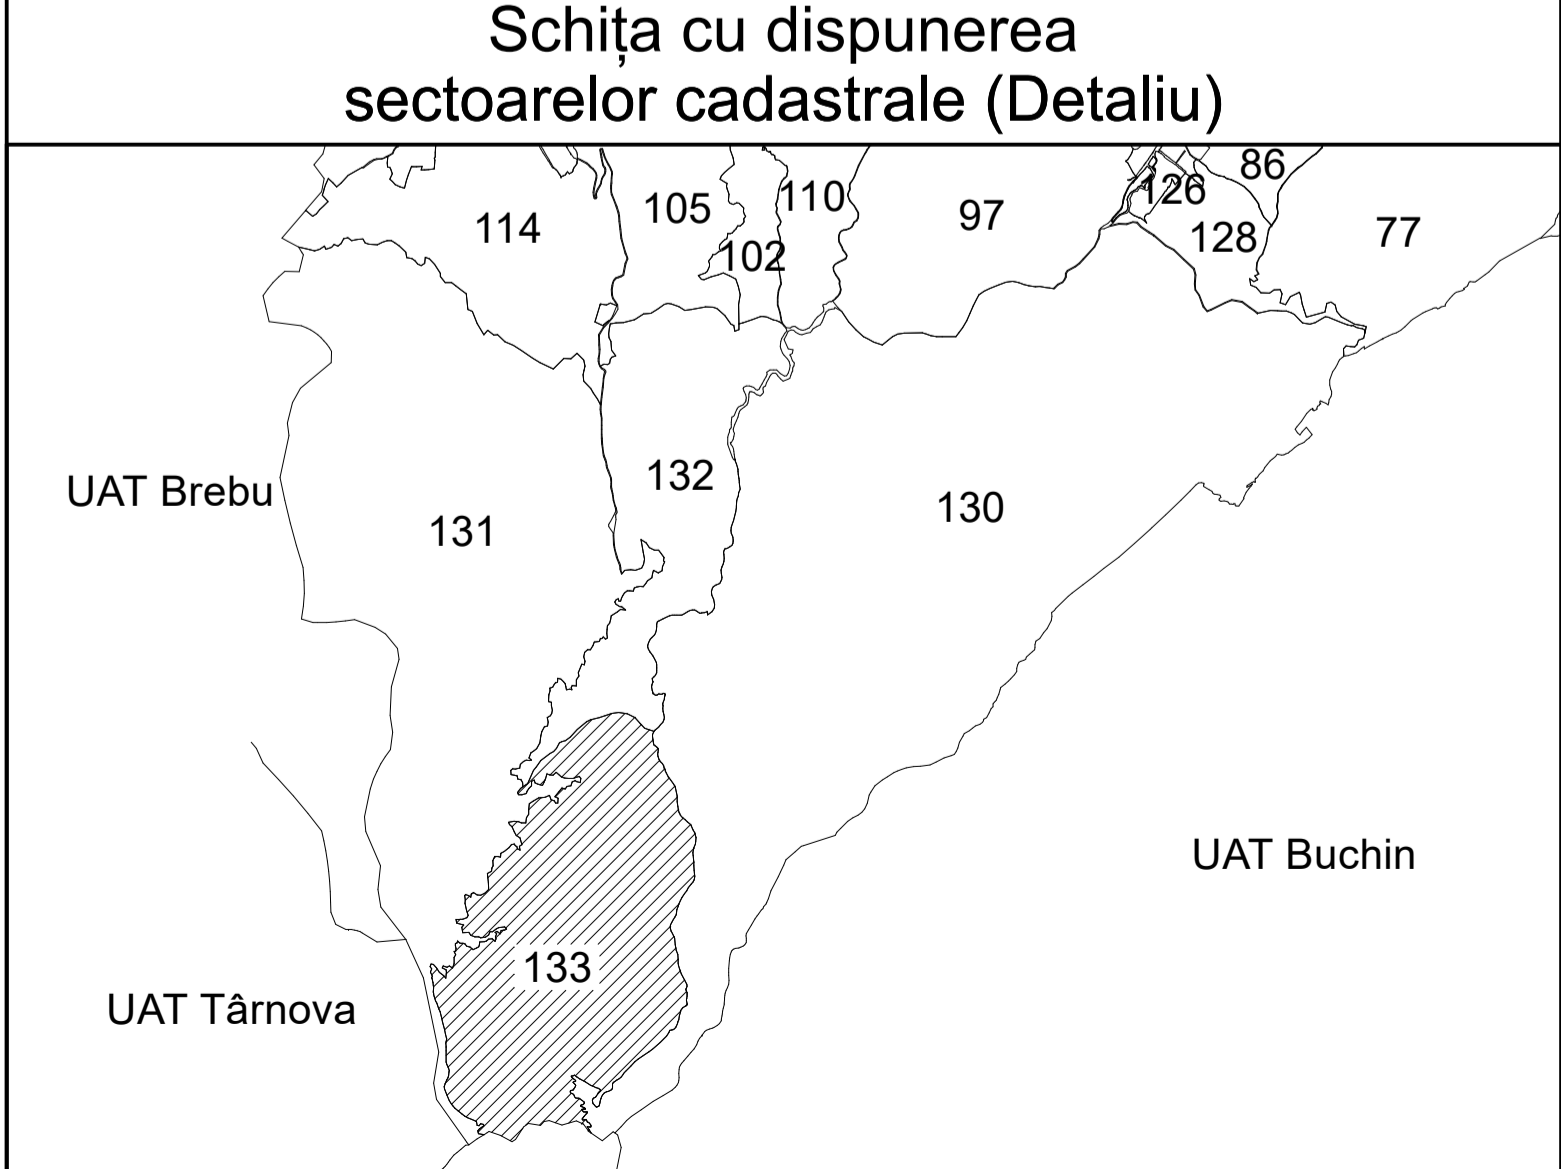 Schița cu dispunerea
sectoarelor cadastrale (Detaliu)
86
126
110
105
97
114
77
128
102
132
UAT Brebu
130
131
UAT Buchin
133
UAT Târnova